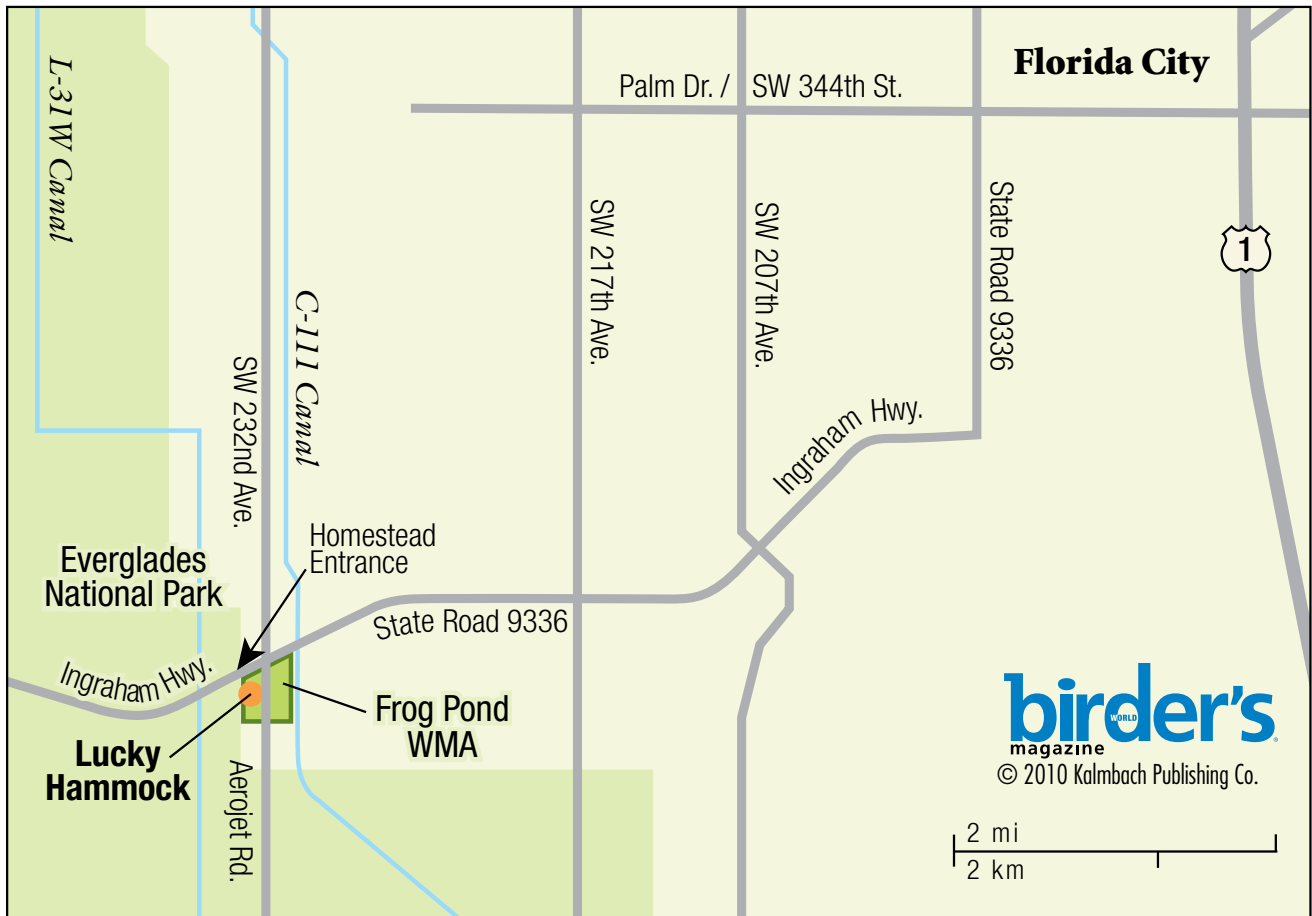 Florida City
Palm Dr. / SW 344th St.
L-31W Canal
SW 217th Ave.
SW 207th Ave.
State Road 9336
1
C-111 Canal
SW 232nd Ave.
Ingraham Hwy.
Homestead
Entrance
Everglades
National Park
State Road 9336
Ingraham Hwy.
Frog Pond
WMA
Lucky
Hammock
Aerojet Rd.
birder's
WORLD
magazine
© 2010 Kalmbach Publishing Co.
2 mi
2 km